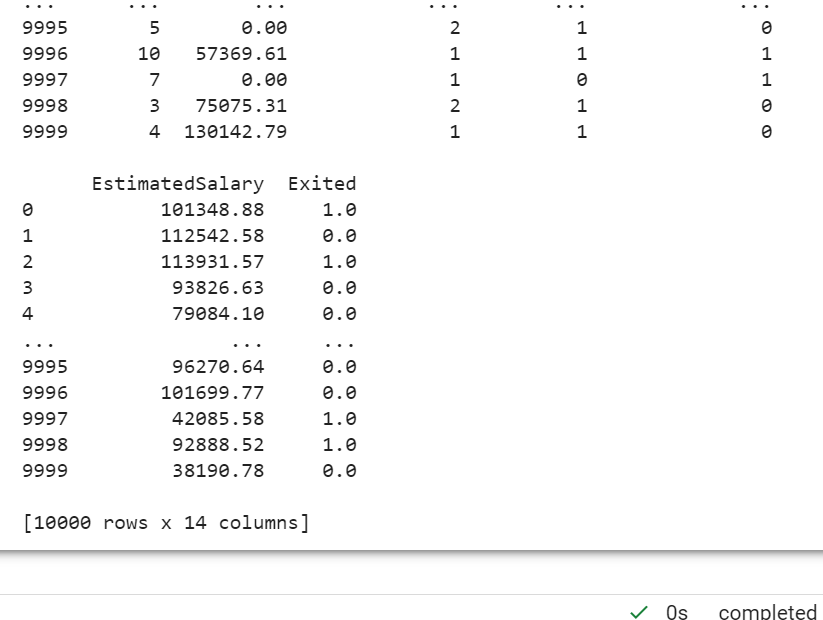 ... ... ... ... ... ...
9995 5 0.00 2 1 0
9996 10 57369.61 1 1 1
9997 7 0.00 1 0 1
9998 3 75075.31 2 1 0
9999 4 130142.79 1 1 0
EstimatedSalary Exited
0 101348.88 1.0
1 112542.58 0.0
2 113931.57 1.0
3 93826.63 0.0
4 79084.10 0.0
... ... ...
9995 96270.64 0.0
9996 101699.77 0.0
9997 42085.58 1.0
9998 92888.52 1.0
9999 38190.78 0.0
[10000 rows x 14 columns]
✓ 0s completed